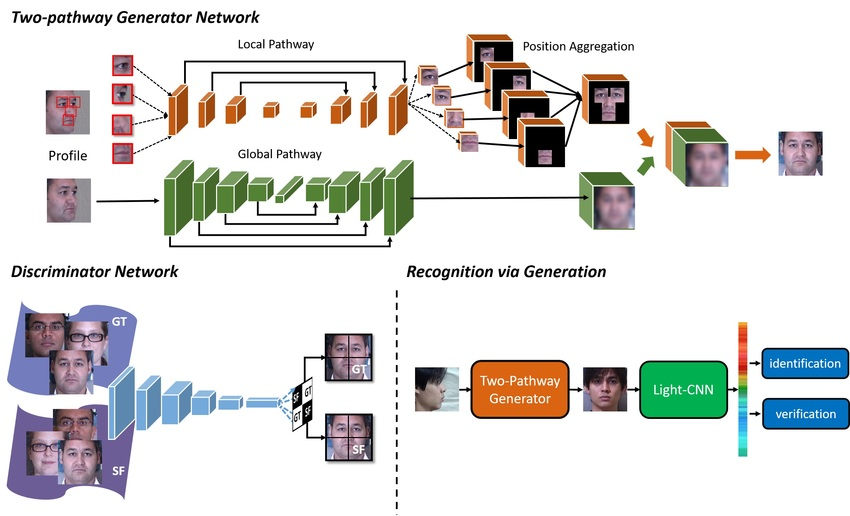 Two-pathway Generator Network
Local Pathway
Position Aggregation
Profile
Global Pathway
Discriminator Network
Recognition via Generation
GT
SF
SF
GT
GT
SF
GT
SF
Two-Pathway
Generator
Light-CNN
identification
verification